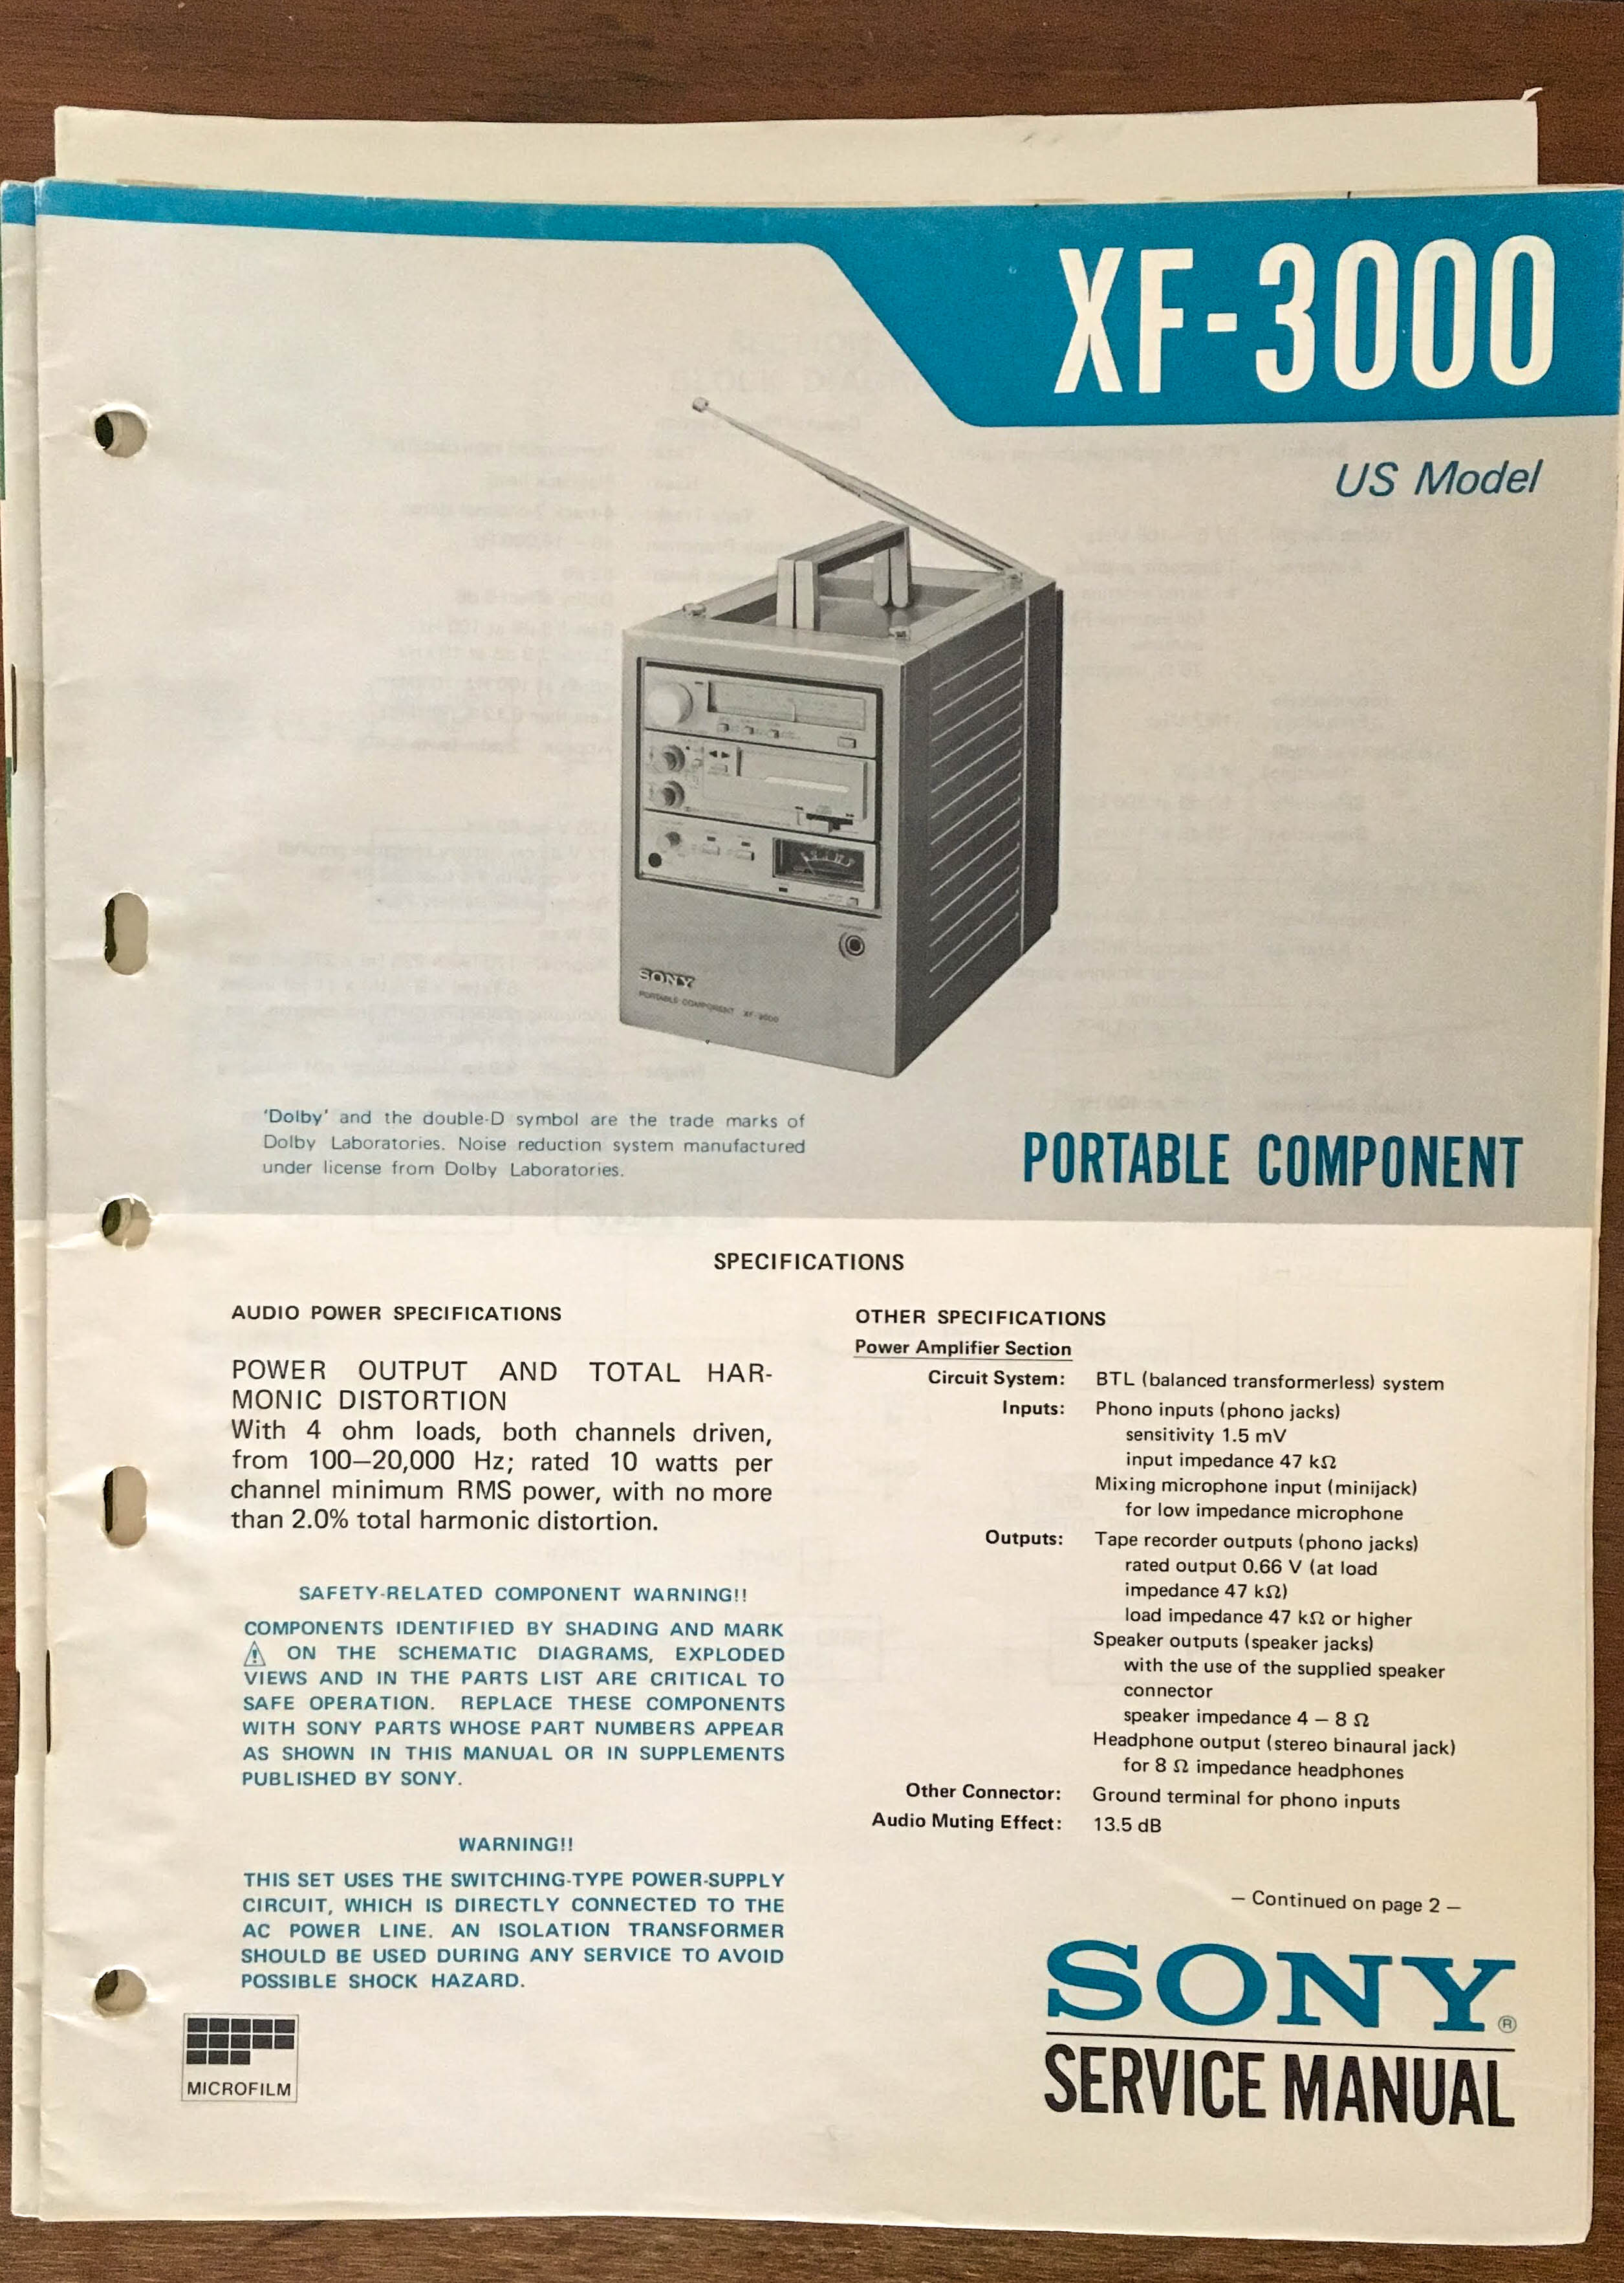 XF-3000
US Model
SONY
PORTABLE COMPONENT XF-3000
'Dolby' and the double-D symbol are the trade marks of
Dolby Laboratories. Noise reduction system manufactured
under license from Dolby Laboratories.
PORTABLE COMPONENT
SPECIFICATIONS
AUDIO POWER SPECIFICATIONS
POWER OUTPUT AND TOTAL HAR-
MONIC DISTORTION
With 4 ohm loads, both channels driven,
from 100–20,000 Hz; rated 10 watts per
channel minimum RMS power, with no more
than 2.0% total harmonic distortion.
SAFETY-RELATED COMPONENT WARNING!!
COMPONENTS IDENTIFIED BY SHADING AND MARK
⚠ ON THE SCHEMATIC DIAGRAMS, EXPLODED
VIEWS AND IN THE PARTS LIST ARE CRITICAL TO
SAFE OPERATION. REPLACE THESE COMPONENTS
WITH SONY PARTS WHOSE PART NUMBERS APPEAR
AS SHOWN IN THIS MANUAL OR IN SUPPLEMENTS
PUBLISHED BY SONY.
WARNING!!
THIS SET USES THE SWITCHING-TYPE POWER-SUPPLY
CIRCUIT, WHICH IS DIRECTLY CONNECTED TO THE
AC POWER LINE. AN ISOLATION TRANSFORMER
SHOULD BE USED DURING ANY SERVICE TO AVOID
POSSIBLE SHOCK HAZARD.
MICROFILM
OTHER SPECIFICATIONS
Power Amplifier Section
Circuit System: BTL (balanced transformerless) system
Inputs: Phono inputs (phono jacks)
sensitivity 1.5 mV
input impedance 47 kΩ
Mixing microphone input (minijack)
for low impedance microphone
Outputs: Tape recorder outputs (phono jacks)
rated output 0.66 V (at load
impedance 47 kΩ)
load impedance 47 kΩ or higher
Speaker outputs (speaker jacks)
with the use of the supplied speaker
connector
speaker impedance 4 – 8 Ω
Headphone output (stereo binaural jack)
for 8 Ω impedance headphones
Other Connector: Ground terminal for phono inputs
Audio Muting Effect: 13.5 dB
– Continued on page 2 –
SONY®
SERVICE MANUAL